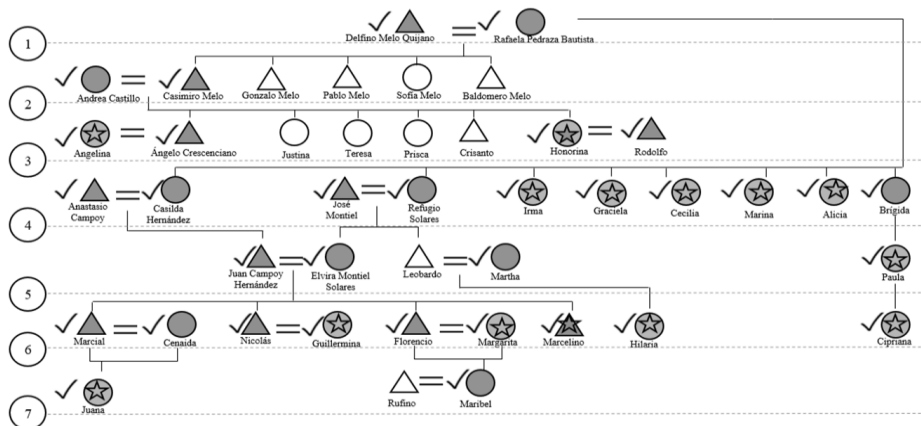 1
Delfino Melo Quijano
Rafaela Pedraza Bautista
2
Andrea Castillo
Casimiro Melo
Gonzalo Melo
Pablo Melo
Sofía Melo
Baldomero Melo
3
Angelina
Ángelo Crescenciano
Justina
Teresa
Prisca
Crisanto
Honorina
Rodolfo
4
Anastasio
Campoy
Casilda
Hernández
José
Montiel
Refugio
Solares
Irma
Graciela
Cecilia
Marina
Alicia
Brígida
5
Juan Campoy
Hernández
Elvira Montiel
Solares
Leobardo
Martha
Paula
6
Marcial
Cenaida
Nicolás
Guillermina
Florencio
Margarita
Marcelino
Hilaria
Cipriana
7
Juana
Rufino
Maribel